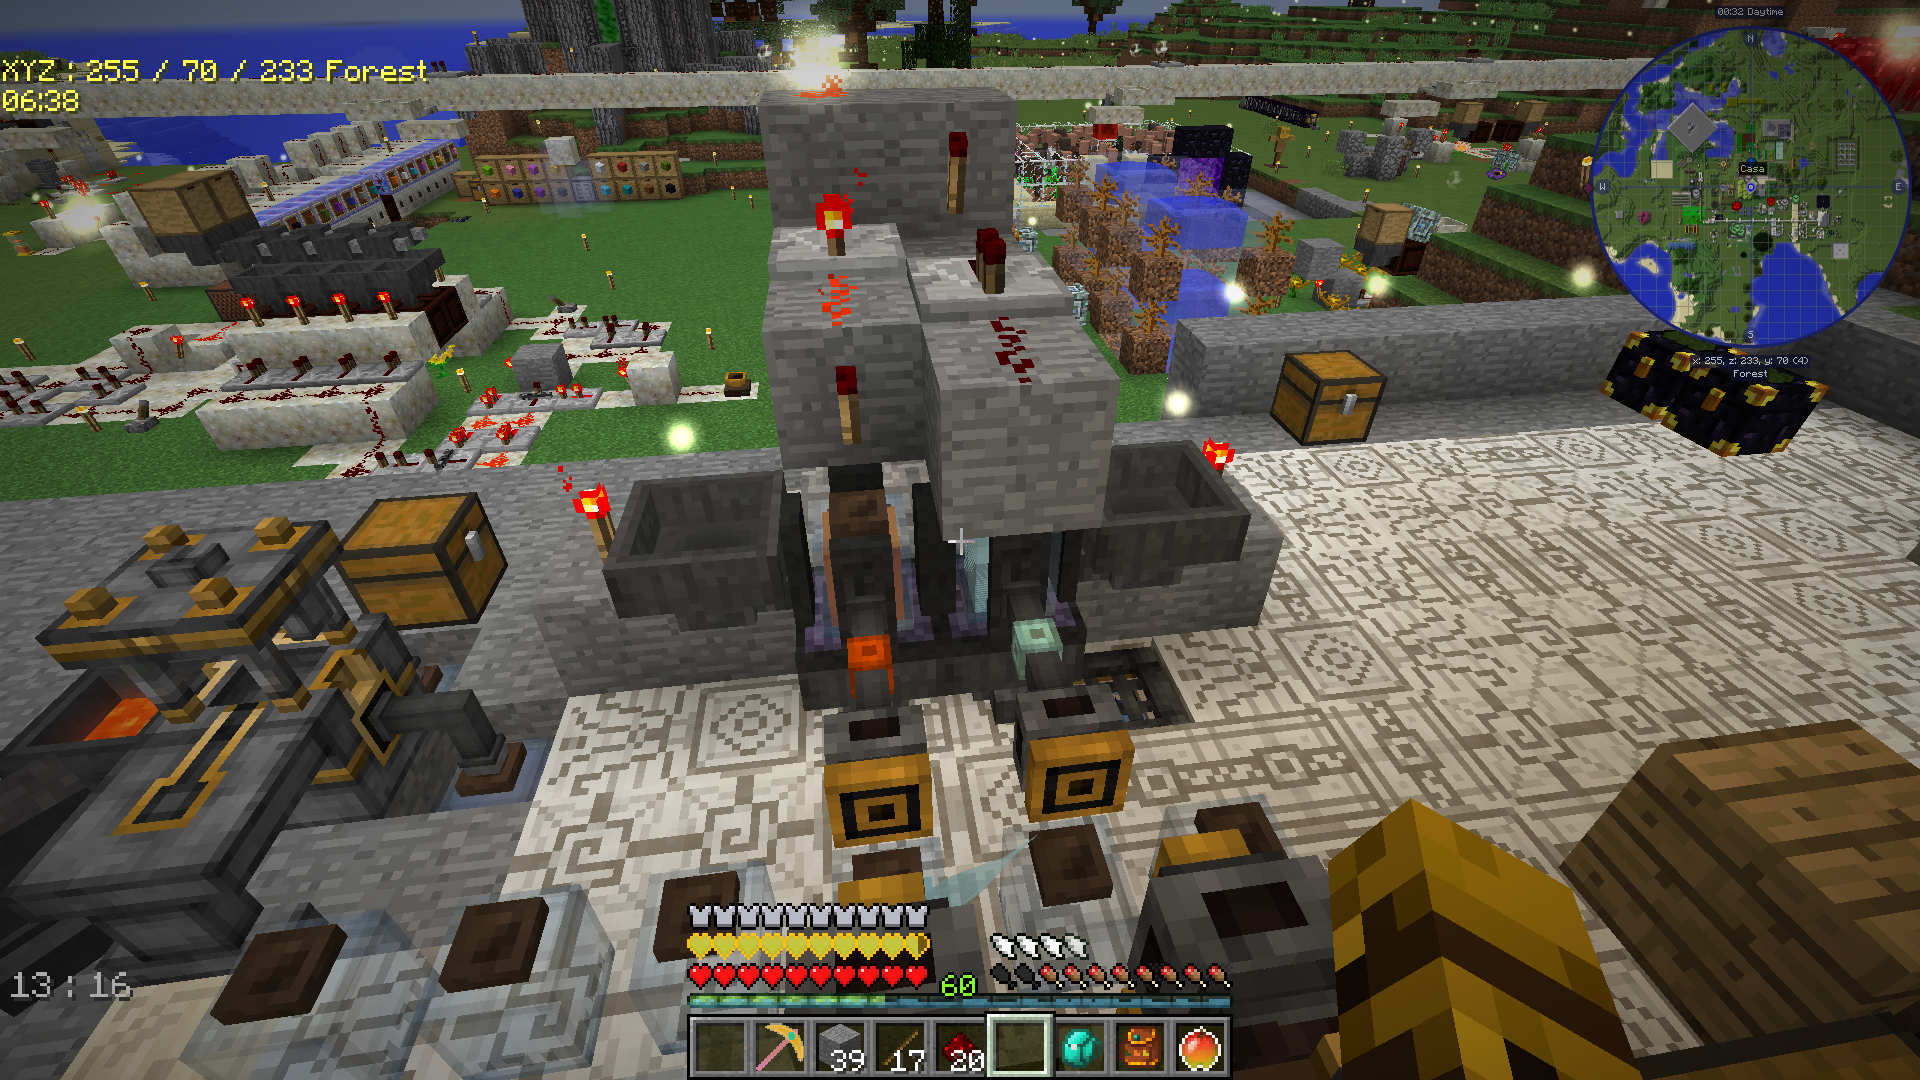 XYZ : 255 / 70 / 233 Forest
06:38
00:32 Daytime
N
W
Casa
E
S
x: 255, z: 233, y: 70 (4)
Forest
13 : 16
60
39
17
20